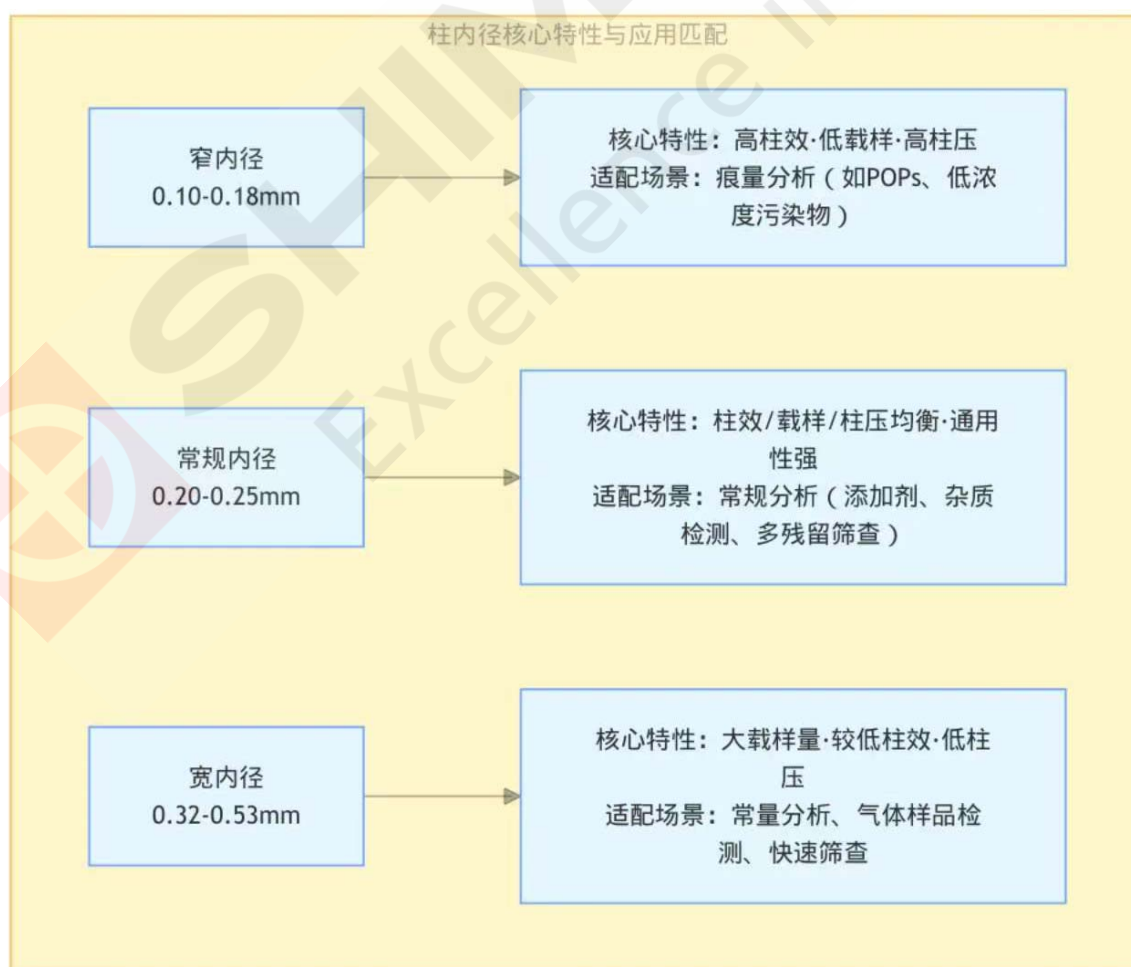 柱内径核心特性与应用匹配
窄内径
0.10-0.18mm
核心特性：高柱效·低载样·高柱压
适配场景：痕量分析（如POPs、低浓
度污染物）
常规内径
0.20-0.25mm
核心特性：柱效/载样/柱压均衡·通用
性强
适配场景：常规分析（添加剂、杂质
检测、多残留筛查）
宽内径
0.32-0.53mm
核心特性：大载样量·较低柱效·低柱
压
适配场景：常量分析、气体样品检
测、快速筛查
Excellence